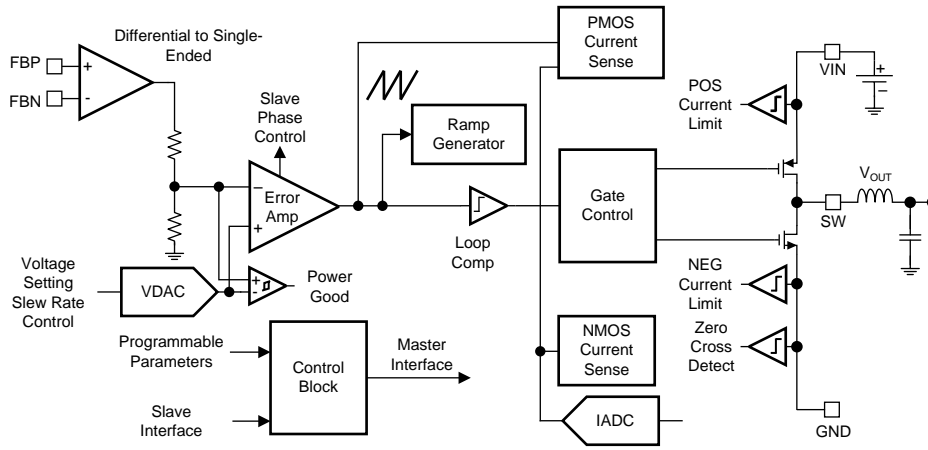 Differential to Single-
Ended
FBP
FBN
+
-
Slave
Phase
Control
Ramp
Generator
PMOS
Current
Sense
VIN
+
−
POS
Current
Limit
−
Error
Amp
+
Loop
Comp
Gate
Control
VOUT
SW
Voltage
Setting
Slew Rate
Control
VDAC
+
-
Power
Good
NEG
Current
Limit
Zero
Cross
Detect
Programmable
Parameters
Slave
Interface
Control
Block
Master
Interface
NMOS
Current
Sense
IADC
GND